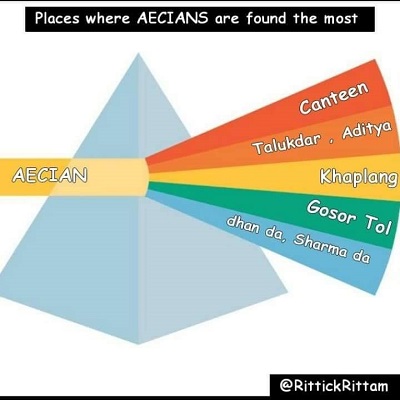 Places where AECIANS are found the most
Canteen
Talukdar , Aditya
AECIAN
Khaplang
Gosor Tol
dhan da, Sharma da
@RittickRittam